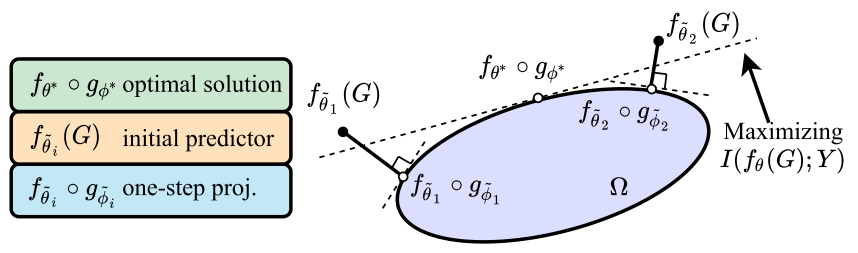 f_{θ*} ∘ g_{ϕ*} optimal solution
f_{θ̃_i}(G) initial predictor
f_{θ̃_i} ∘ g_{ϕ̃_i} one-step proj.
f_{θ̃_1}(G)
f_{θ*} ∘ g_{ϕ*}
f_{θ̃_2}(G)
f_{θ̃_2} ∘ g_{ϕ̃_2}
f_{θ̃_1} ∘ g_{ϕ̃_1}
Ω
Maximizing
I(f_θ(G); Y)